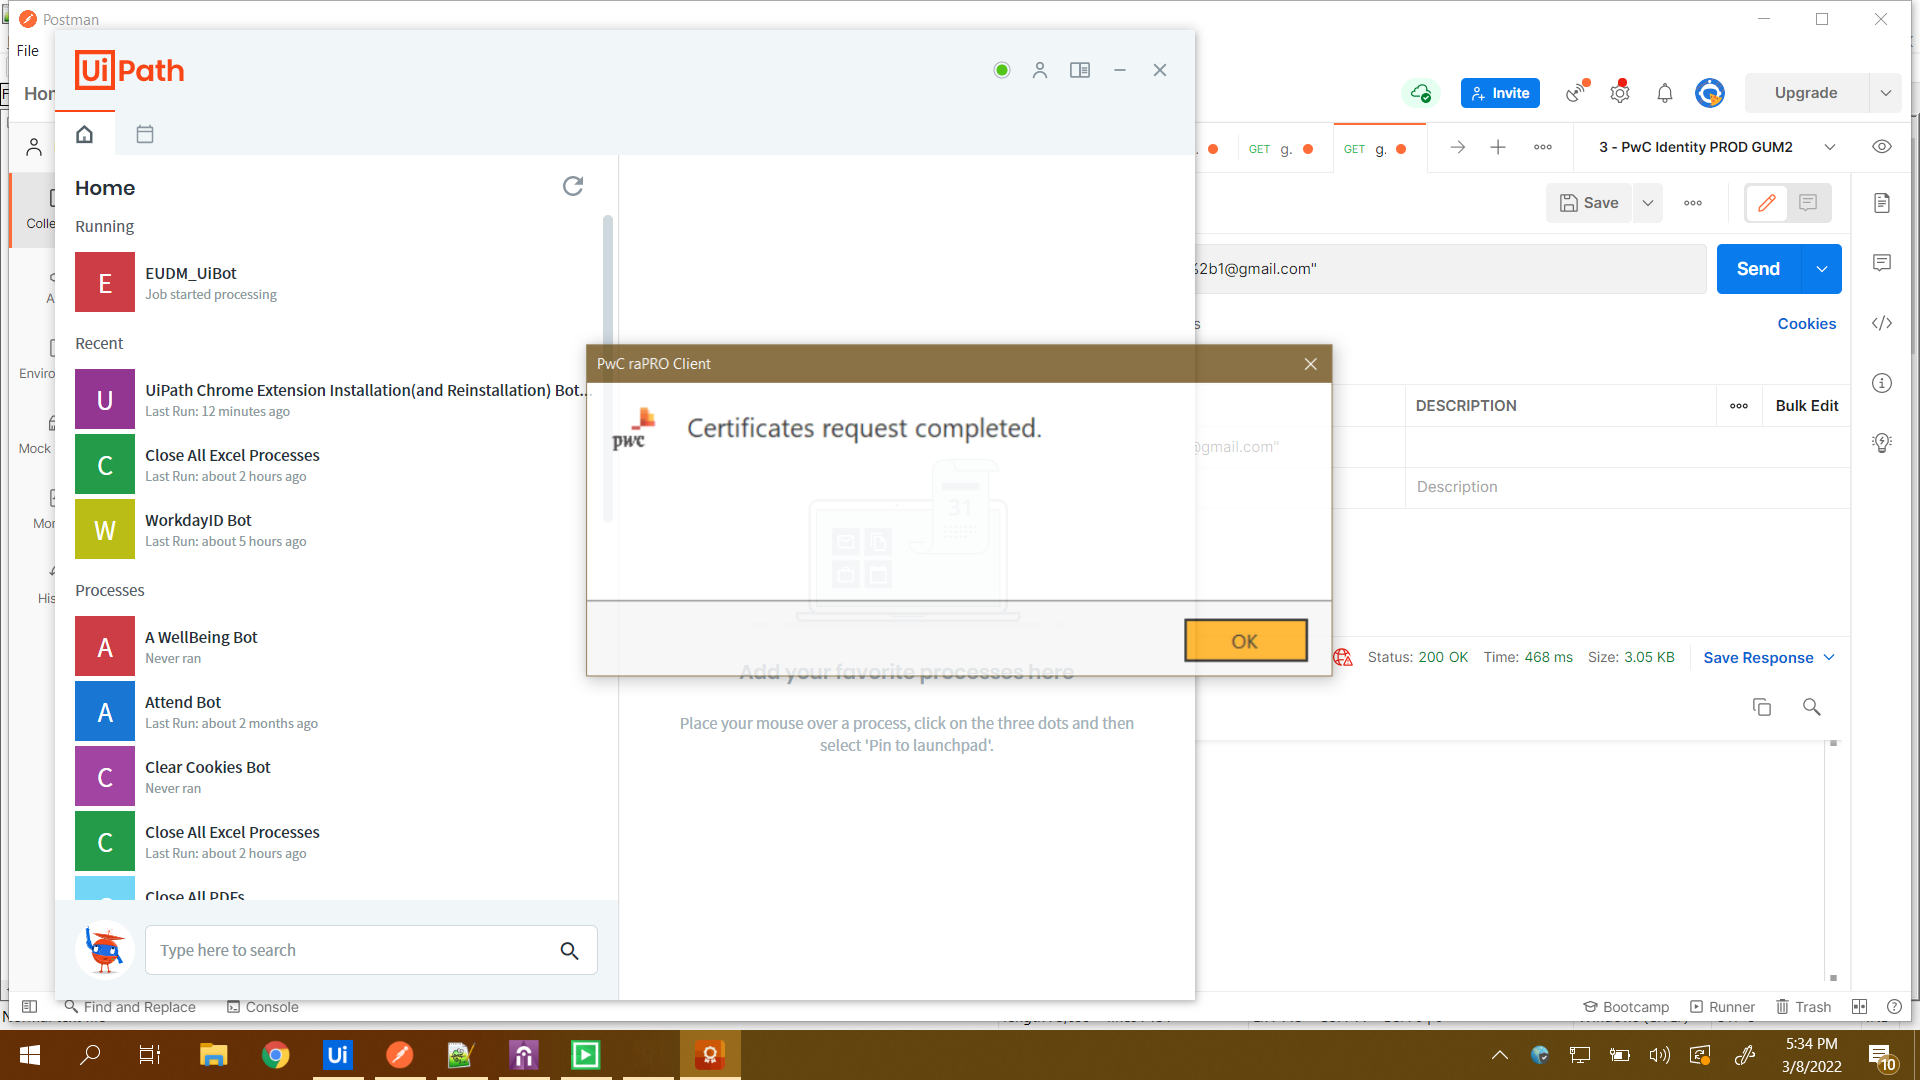 Postman
File
UiPath
Hon
Invite
Upgrade
GET g.
GET g.
3 - PwC Identity PROD GUM2
Home
Running
Save
Colle
EUDM_UiBot
Job started processing
E
%2b1@gmail.com"
Send
Cookies
Recent
Enviro
PwC raPRO Client
U
UiPath Chrome Extension Installation(and Reinstallation) Bot...
Last Run: 12 minutes ago
DESCRIPTION
Bulk Edit
pwc
Certificates request completed.
Mock
C
Close All Excel Processes
Last Run: about 2 hours ago
@gmail.com"
Description
Mor
W
WorkdayID Bot
Last Run: about 5 hours ago
31
His
Processes
A
A WellBeing Bot
Never ran
OK
Status: 200 OK Time: 468 ms Size: 3.05 KB
Save Response
Add your favorite processes here
A
Attend Bot
Last Run: about 2 months ago
Place your mouse over a process, click on the three dots and then
select 'Pin to launchpad'.
C
Clear Cookies Bot
Never ran
C
Close All Excel Processes
Last Run: about 2 hours ago
Close All PDFs
Type here to search
Find and Replace
Console
Bootcamp
Runner
Trash
Ui
5:34 PM
3/8/2022
10